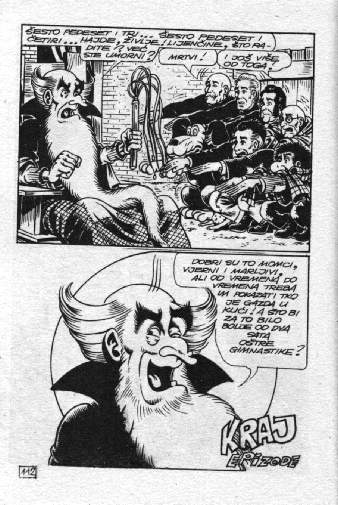 ŠESTO PEDESET I TRI... ŠESTO PEDESET I
ČETIRI... HAJDE, ŽIVLJE! LIJENČINE, ŠTO RA-
DITE? VEĆ
STE UMORNI?
MRTVI!
I JOŠ VIŠE
OD TOGA!
DOBRI SU TO MOMCI,
VJERNI I MARLJIVI,
ALI OD VREMENA DO
VREMENA TREBA
IM POKAZATI TKO
JE GAZDA U
KUĆI! A ŠTO BI
ZA TO BILO
BOLJE OD DVA
SATA
OŠTRE
GIMNASTIKE?
KRAJ
EPIZODE
112